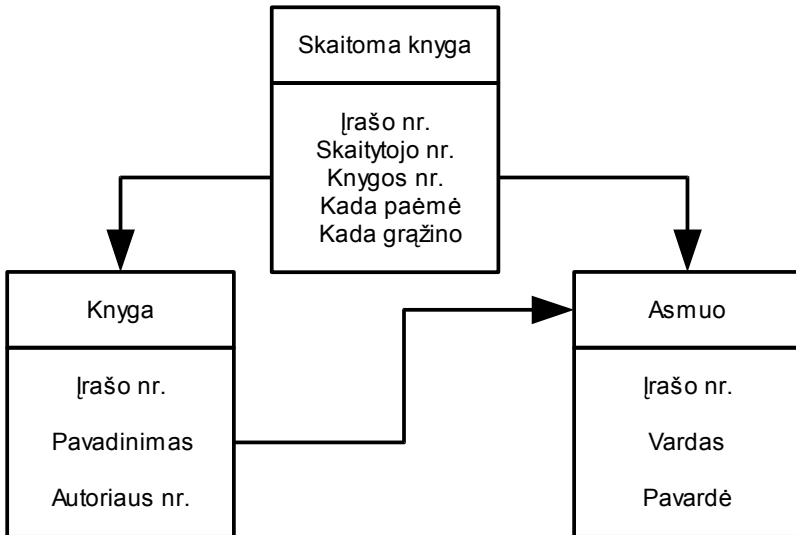 Skaitoma knyga
Įrašo nr.
Skaitytojo nr.
Knygos nr.
Kada paėmė
Kada grąžino
Knyga
Įrašo nr.
Pavadinimas
Autoriaus nr.
Asmuo
Įrašo nr.
Vardas
Pavardė